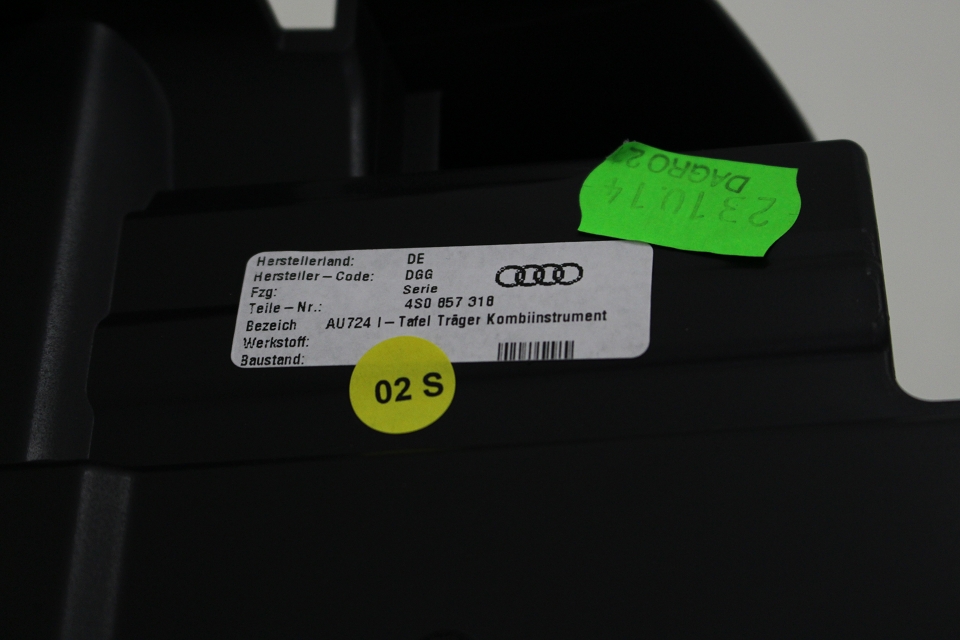 DAGRO 2
231014
Herstellerland: DE
Hersteller-Code: DGG
Fzg: Serie
Teile-Nr.: 4S0 857 318
Bezeich AU724 I-Tafel Träger Kombiinstrument
Werkstoff:
Baustand:
02 S